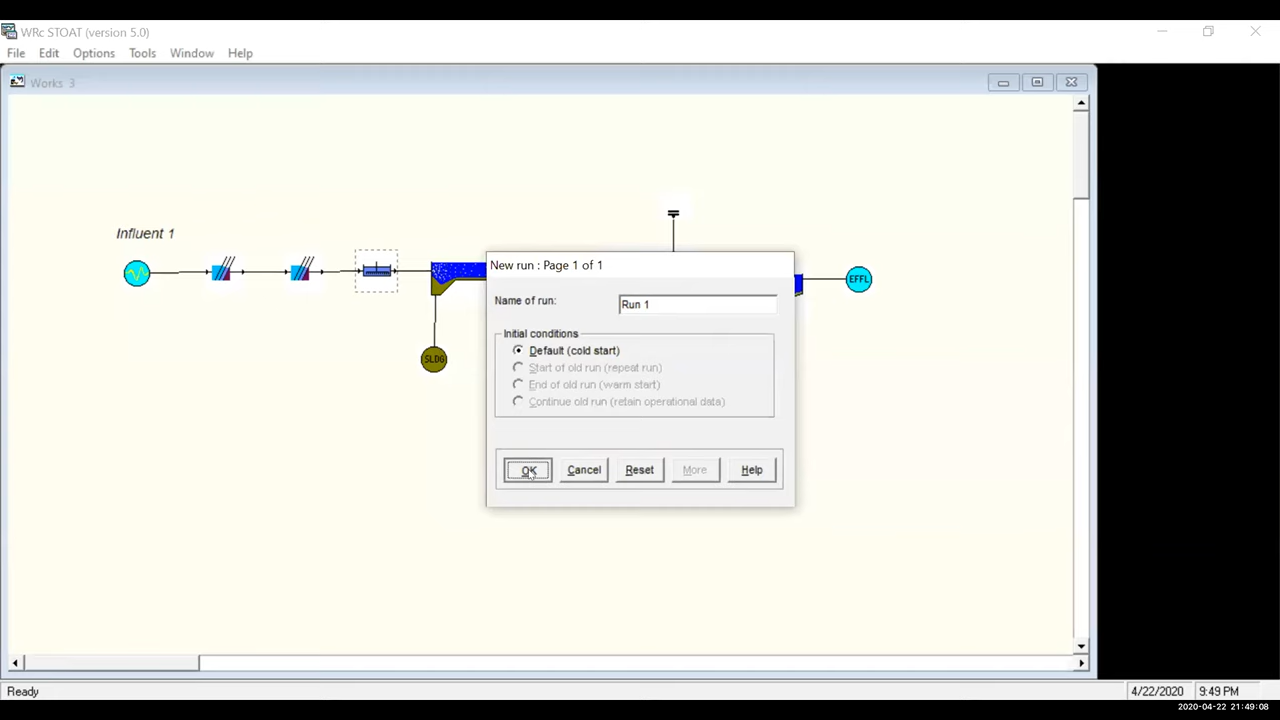 WRc STOAT (version 5.0)
File Edit Options Tools Window Help
Works 3
Influent 1
EFFL
SLDG
New run : Page 1 of 1
Name of run: Run 1
Initial conditions
Default (cold start)
Start of old run (repeat run)
End of old run (warm start)
Continue old run (retain operational data)
OK Cancel Reset More Help
Ready 4/22/2020 9:49 PM
2020-04-22 21:49:08